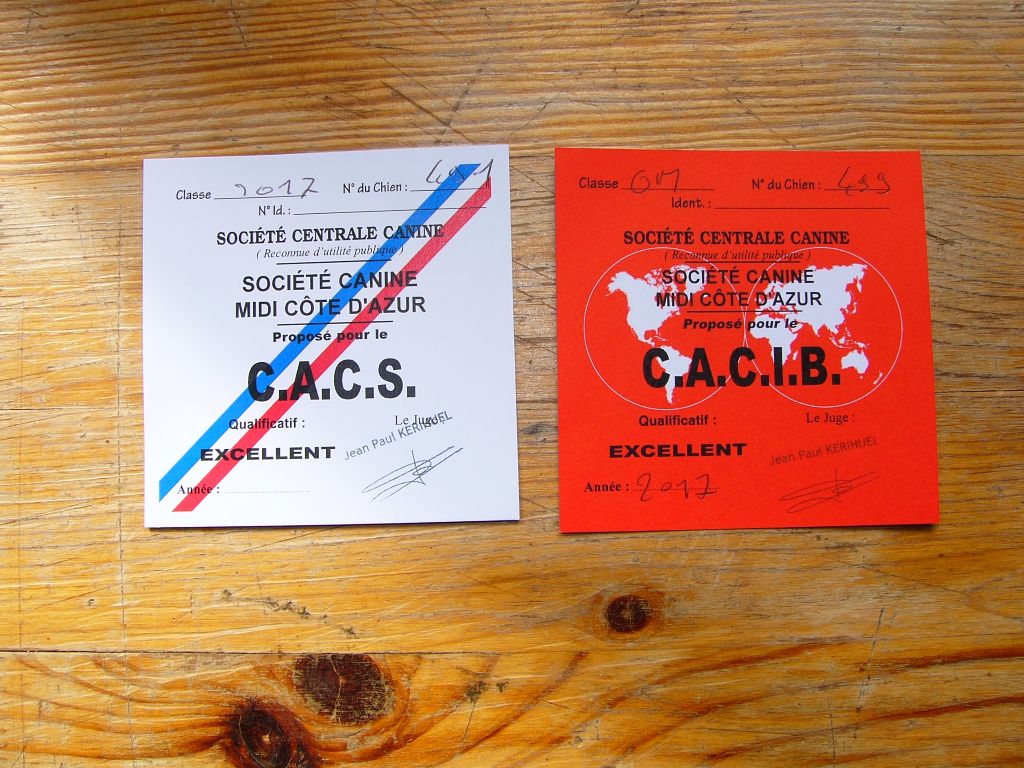 Classe 2017 N° du Chien :
N° Id. :
SOCIÉTÉ CENTRALE CANINE
( Reconnue d'utilité publique )
SOCIÉTÉ CANINE
MIDI CÔTE D'AZUR
Proposé pour le
C.A.C.S.
Qualificatif : Le Juge :
EXCELLENT Jean Paul KERIHUEL
Année :
Classe OM N° du Chien : 499
Ident. :
SOCIÉTÉ CENTRALE CANINE
( Reconnue d'utilité publique )
SOCIÉTÉ CANINE
MIDI CÔTE D'AZUR
Proposé pour le
C.A.C.I.B.
Qualificatif : Le Juge :
EXCELLENT Jean Paul KERIHUEL
Année : 2017